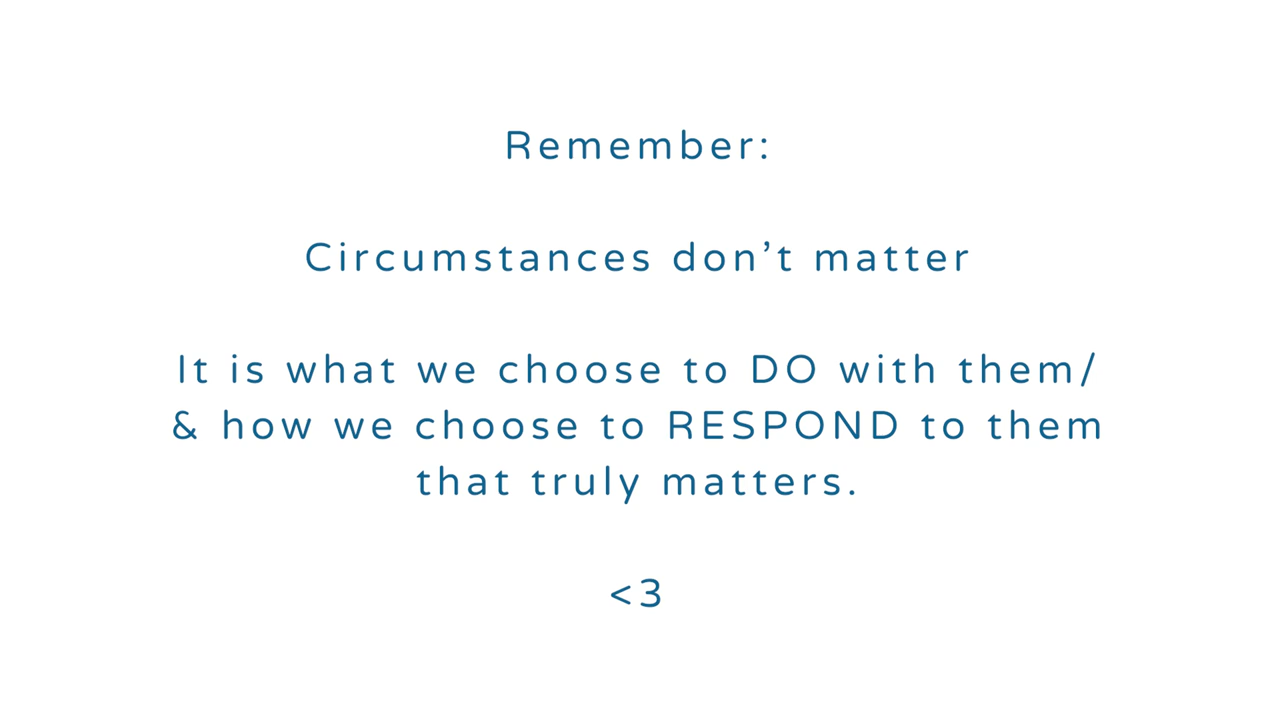 Remember:
Circumstances don’t matter
It is what we choose to DO with them/
& how we choose to RESPOND to them
that truly matters.
<3